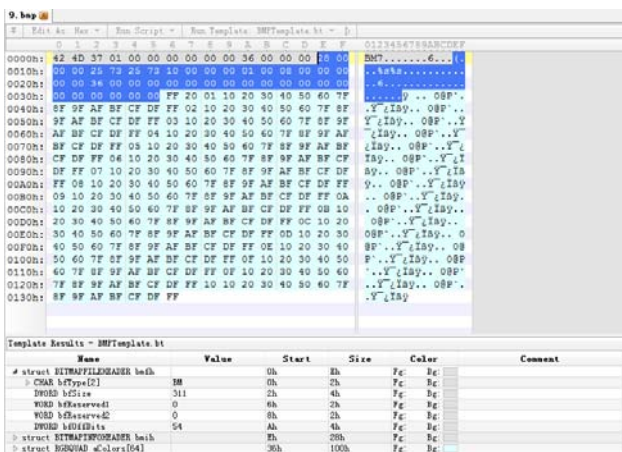 9.bmp
Edit As: Hex Run Script Run Template: BMPTemplate.bt
0 1 2 3 4 5 6 7 8 9 A B C D E F 0123456789ABCDEF
0000h: 42 4D 37 01 00 00 00 00 00 00 36 00 00 00 28 00 BM7.......6...(.
0010h: 00 00 25 73 25 73 10 00 00 00 01 00 08 00 00 00 ..%s%s..........
0020h: 00 00 36 00 00 00 00 00 00 00 00 00 00 00 00 00 ..6.............
0030h: 00 00 00 00 00 00 FF 20 01 10 20 30 40 50 60 7F
0040h: 8F 9F AF BF CF DF FF 02 10 20 30 40 50 60 7F 8F
0050h: 9F AF BF CF DF FF 03 10 20 30 40 50 60 7F 8F 9F
0060h: AF BF CF DF FF 04 10 20 30 40 50 60 7F 8F 9F AF
0070h: BF CF DF FF 05 10 20 30 40 50 60 7F 8F 9F AF BF
0080h: CF DF FF 06 10 20 30 40 50 60 7F 8F 9F AF BF CF
0090h: DF FF 07 10 20 30 40 50 60 7F 8F 9F AF BF CF DF
00A0h: FF 08 10 20 30 40 50 60 7F 8F 9F AF BF CF DF FF
00B0h: 09 10 20 30 40 50 60 7F 8F 9F AF BF CF DF FF 0A
00C0h: 10 20 30 40 50 60 7F 8F 9F AF BF CF DF FF 0B 10
00D0h: 20 30 40 50 60 7F 8F 9F AF BF CF DF FF 0C 10 20
00E0h: 30 40 50 60 7F 8F 9F AF BF CF DF FF 0D 10 20 30
00F0h: 40 50 60 7F 8F 9F AF BF CF DF FF 0E 10 20 30 40
0100h: 50 60 7F 8F 9F AF BF CF DF FF 0F 10 20 30 40 50
0110h: 60 7F 8F 9F AF BF CF DF FF 0F 10 20 30 40 50 60
0120h: 7F 8F 9F AF BF CF DF FF 10 10 20 30 40 50 60 7F
0130h: 8F 9F AF BF CF DF FF
Template Results - BMPTemplate.bt
Name Value Start Size Color Comment
struct BITMAPFILEHEADER bmfh 0h Eh Fg: Bg:
CHAR bfType[2] BM 0h 2h Fg: Bg:
DWORD bfSize 311 2h 4h Fg: Bg:
WORD bfReserved1 0 6h 2h Fg: Bg:
WORD bfReserved2 0 8h 2h Fg: Bg:
DWORD bfOffBits 54 Ah 4h Fg: Bg:
struct BITMAPINFOHEADER bmih Eh 28h Fg: Bg:
struct RGBQUAD aColors[64] 36h 100h Fg: Bg: